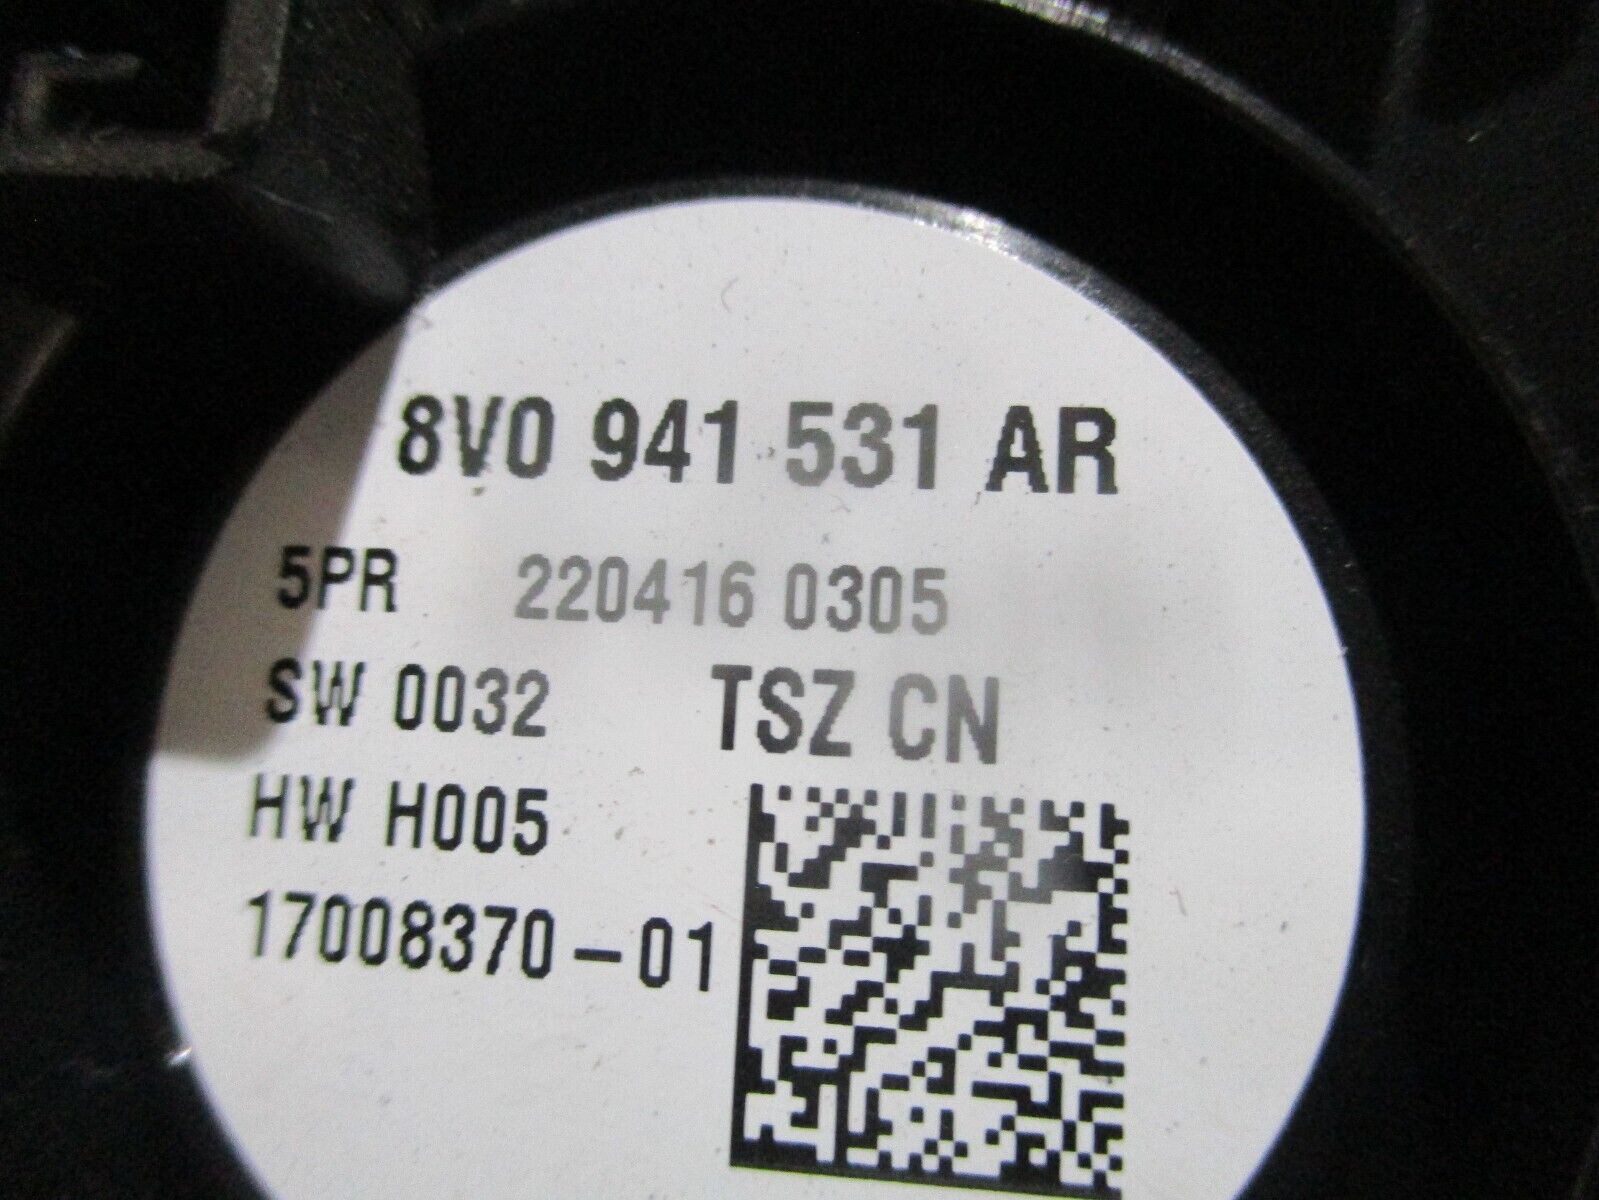 8V0 941 531 AR
5PR 220416 0305
SW 0032 TSZ CN
HW H005
17008370-01